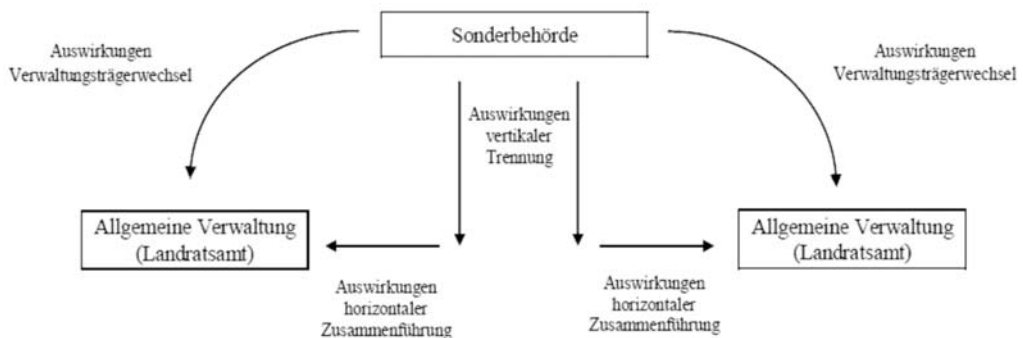 Sonderbehörde
Auswirkungen
Verwaltungsträgerwechsel
Auswirkungen
Verwaltungsträgerwechsel
Auswirkungen
vertikaler
Trennung
Allgemeine Verwaltung
(Landratsamt)
Allgemeine Verwaltung
(Landratsamt)
Auswirkungen
horizontaler
Zusammenführung
Auswirkungen
horizontaler
Zusammenführung